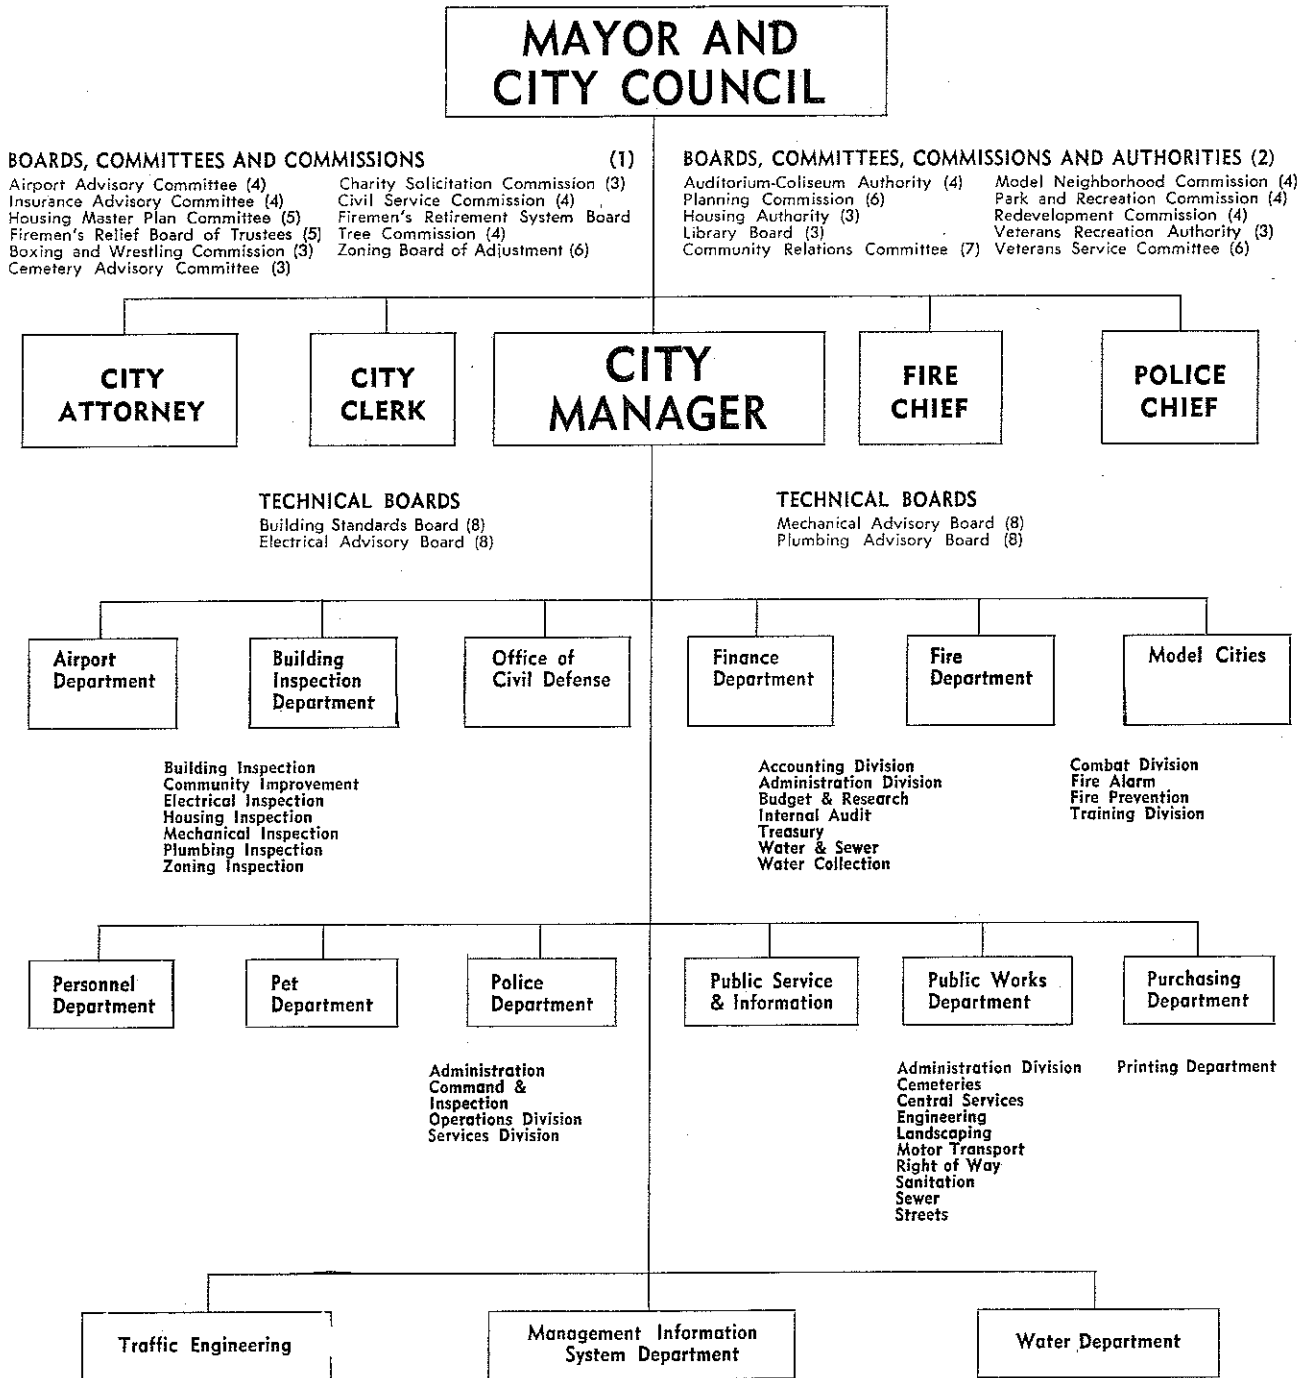 MAYOR AND
CITY COUNCIL
BOARDS, COMMITTEES AND COMMISSIONS (1)
Airport Advisory Committee (4)
Insurance Advisory Committee (4)
Housing Master Plan Committee (5)
Firemen's Relief Board of Trustees (5)
Boxing and Wrestling Commission (3)
Cemetery Advisory Committee (3)
Charity Solicitation Commission (3)
Civil Service Commission (4)
Firemen's Retirement System Board
Tree Commission (4)
Zoning Board of Adjustment (6)
BOARDS, COMMITTEES, COMMISSIONS AND AUTHORITIES (2)
Auditorium-Coliseum Authority (4)
Planning Commission (6)
Housing Authority (3)
Library Board (3)
Community Relations Committee (7)
Model Neighborhood Commission (4)
Park and Recreation Commission (4)
Redevelopment Commission (4)
Veterans Recreation Authority (3)
Veterans Service Committee (6)
CITY
ATTORNEY
CITY
CLERK
CITY
MANAGER
FIRE
CHIEF
POLICE
CHIEF
TECHNICAL BOARDS
Building Standards Board (8)
Electrical Advisory Board (8)
TECHNICAL BOARDS
Mechanical Advisory Board (8)
Plumbing Advisory Board (8)
Airport
Department
Building
Inspection
Department
Office of
Civil Defense
Finance
Department
Fire
Department
Model Cities
Building Inspection
Community Improvement
Electrical Inspection
Housing Inspection
Mechanical Inspection
Plumbing Inspection
Zoning Inspection
Accounting Division
Administration Division
Budget & Research
Internal Audit
Treasury
Water & Sewer
Water Collection
Combat Division
Fire Alarm
Fire Prevention
Training Division
Personnel
Department
Pet
Department
Police
Department
Public Service
& Information
Public Works
Department
Purchasing
Department
Administration
Command &
Inspection
Operations Division
Services Division
Administration Division
Cemeteries
Central Services
Engineering
Landscaping
Motor Transport
Right of Way
Sanitation
Sewer
Streets
Printing Department
Traffic Engineering
Management Information
System Department
Water Department